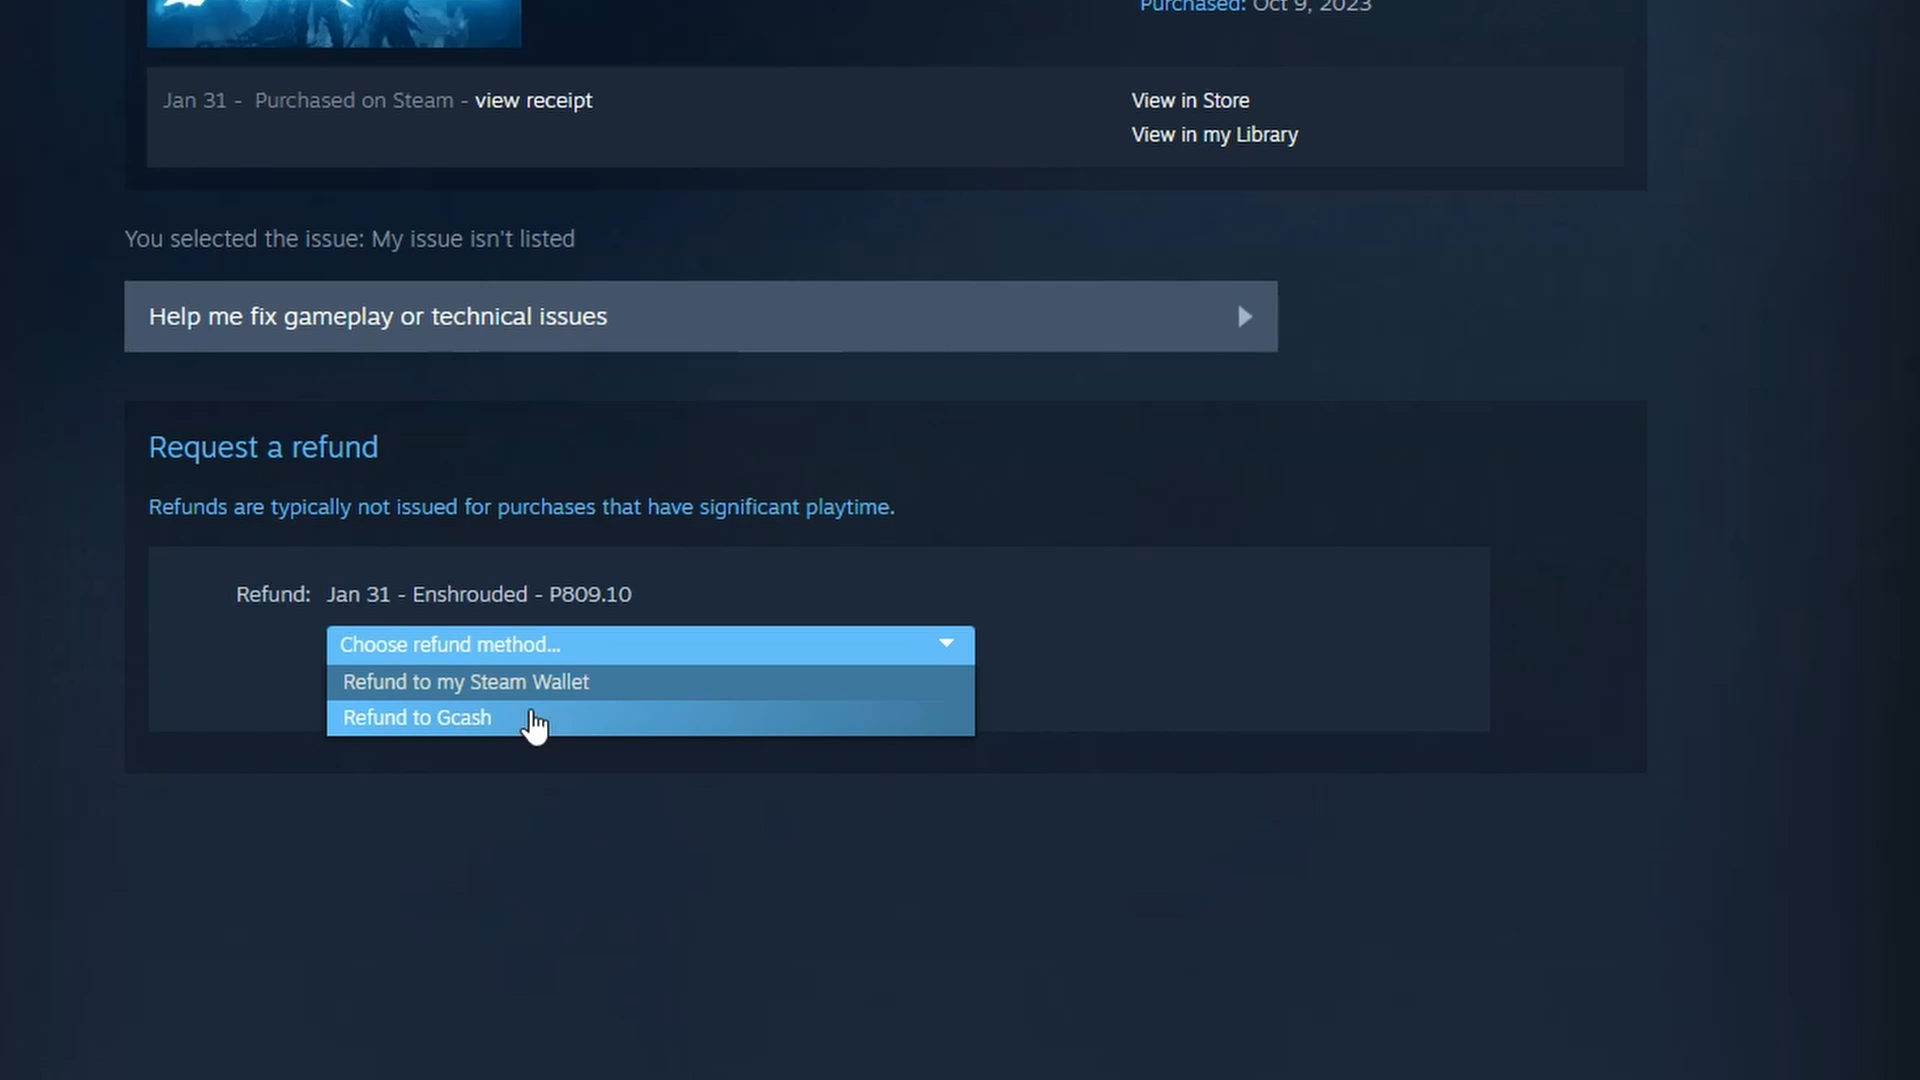 Purchased: Oct 9, 2023
Jan 31 - Purchased on Steam - view receipt
View in Store
View in my Library
You selected the issue: My issue isn't listed
Help me fix gameplay or technical issues
Request a refund
Refunds are typically not issued for purchases that have significant playtime.
Refund: Jan 31 - Enshrouded - P809.10
Choose refund method...
Refund to my Steam Wallet
Refund to Gcash